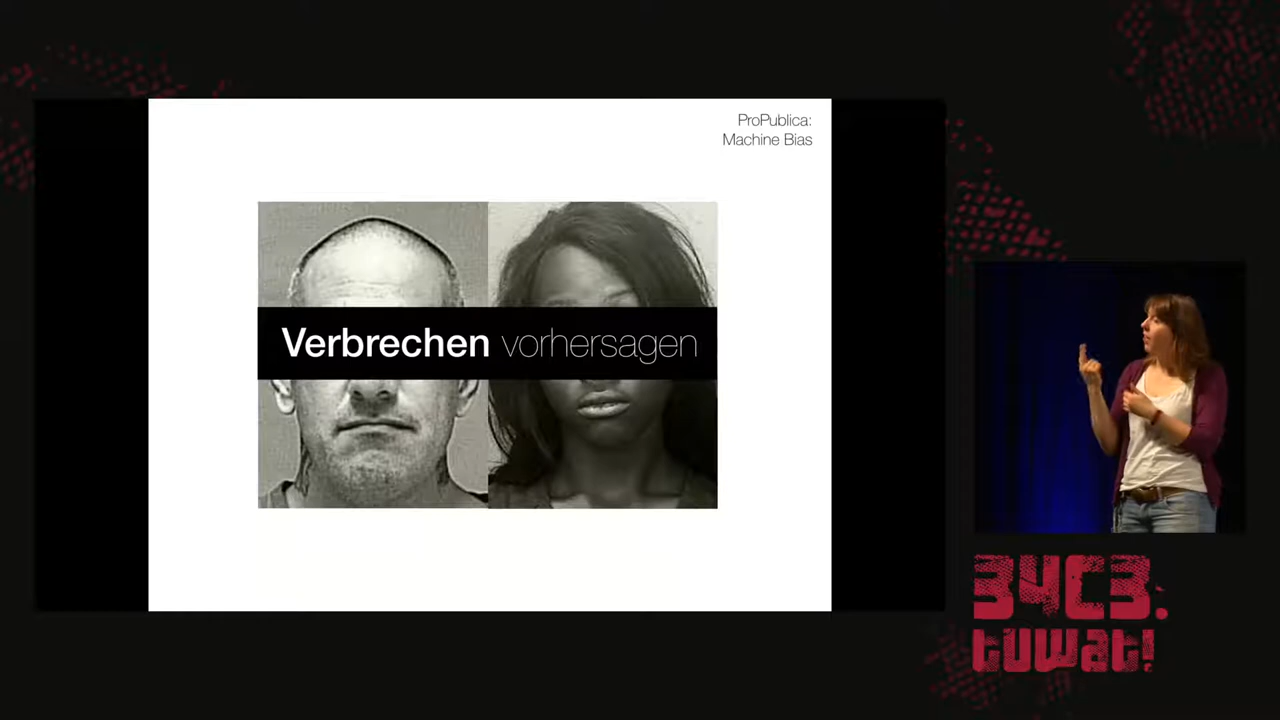 ProPublica:
Machine Bias
Verbrechen vorhersagen
34C3.
tuwat!